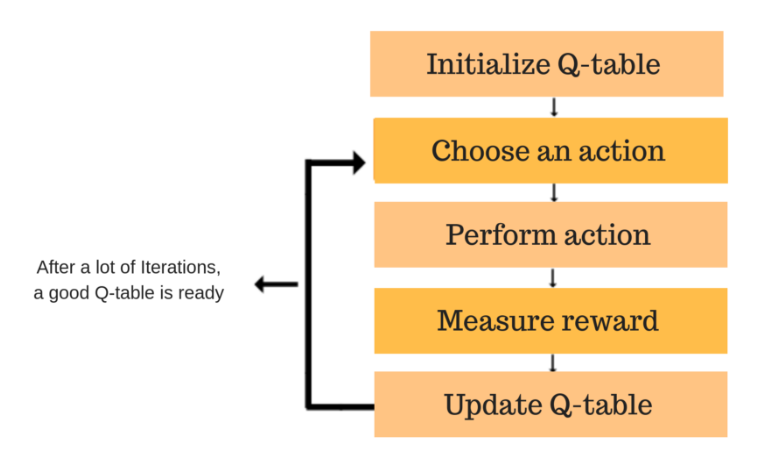 Initialize Q-table
Choose an action
Perform action
Measure reward
Update Q-table
After a lot of Iterations,
a good Q-table is ready